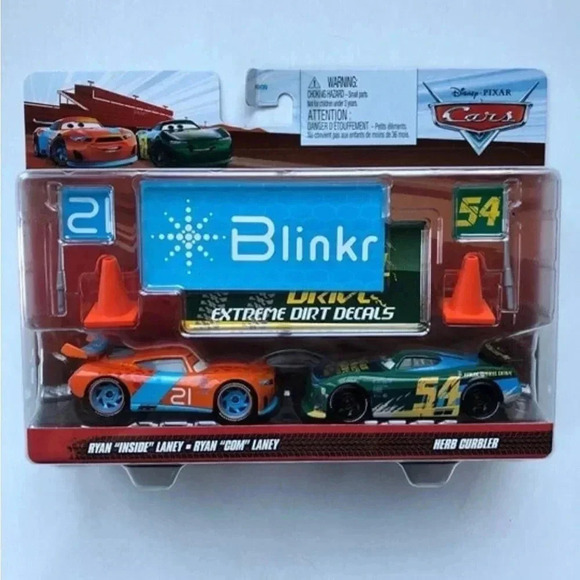 WARNING:
CHOKING HAZARD - Small parts
Not for children under 3 years.
ATTENTION :
DANGER D'ÉTOUFFEMENT - Petits éléments.
Ne convient pas aux enfants de moins de 36 mois.
Disney · PIXAR
Cars
21
54
Blinkr
EXTREME DIRT DECALS
21
54
RYAN "INSIDE" LANEY RYAN "COM" LANEY
HERB CURBLER